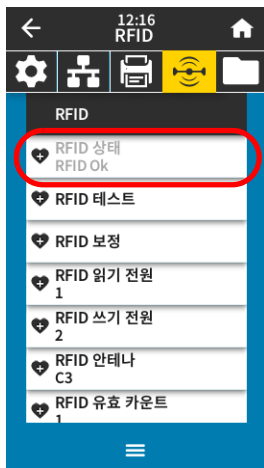 12:16
RFID
RFID
RFID 상태
RFID Ok
RFID 테스트
RFID 보정
RFID 읽기 전원
1
RFID 쓰기 전원
2
RFID 안테나
C3
RFID 유효 카운트
1